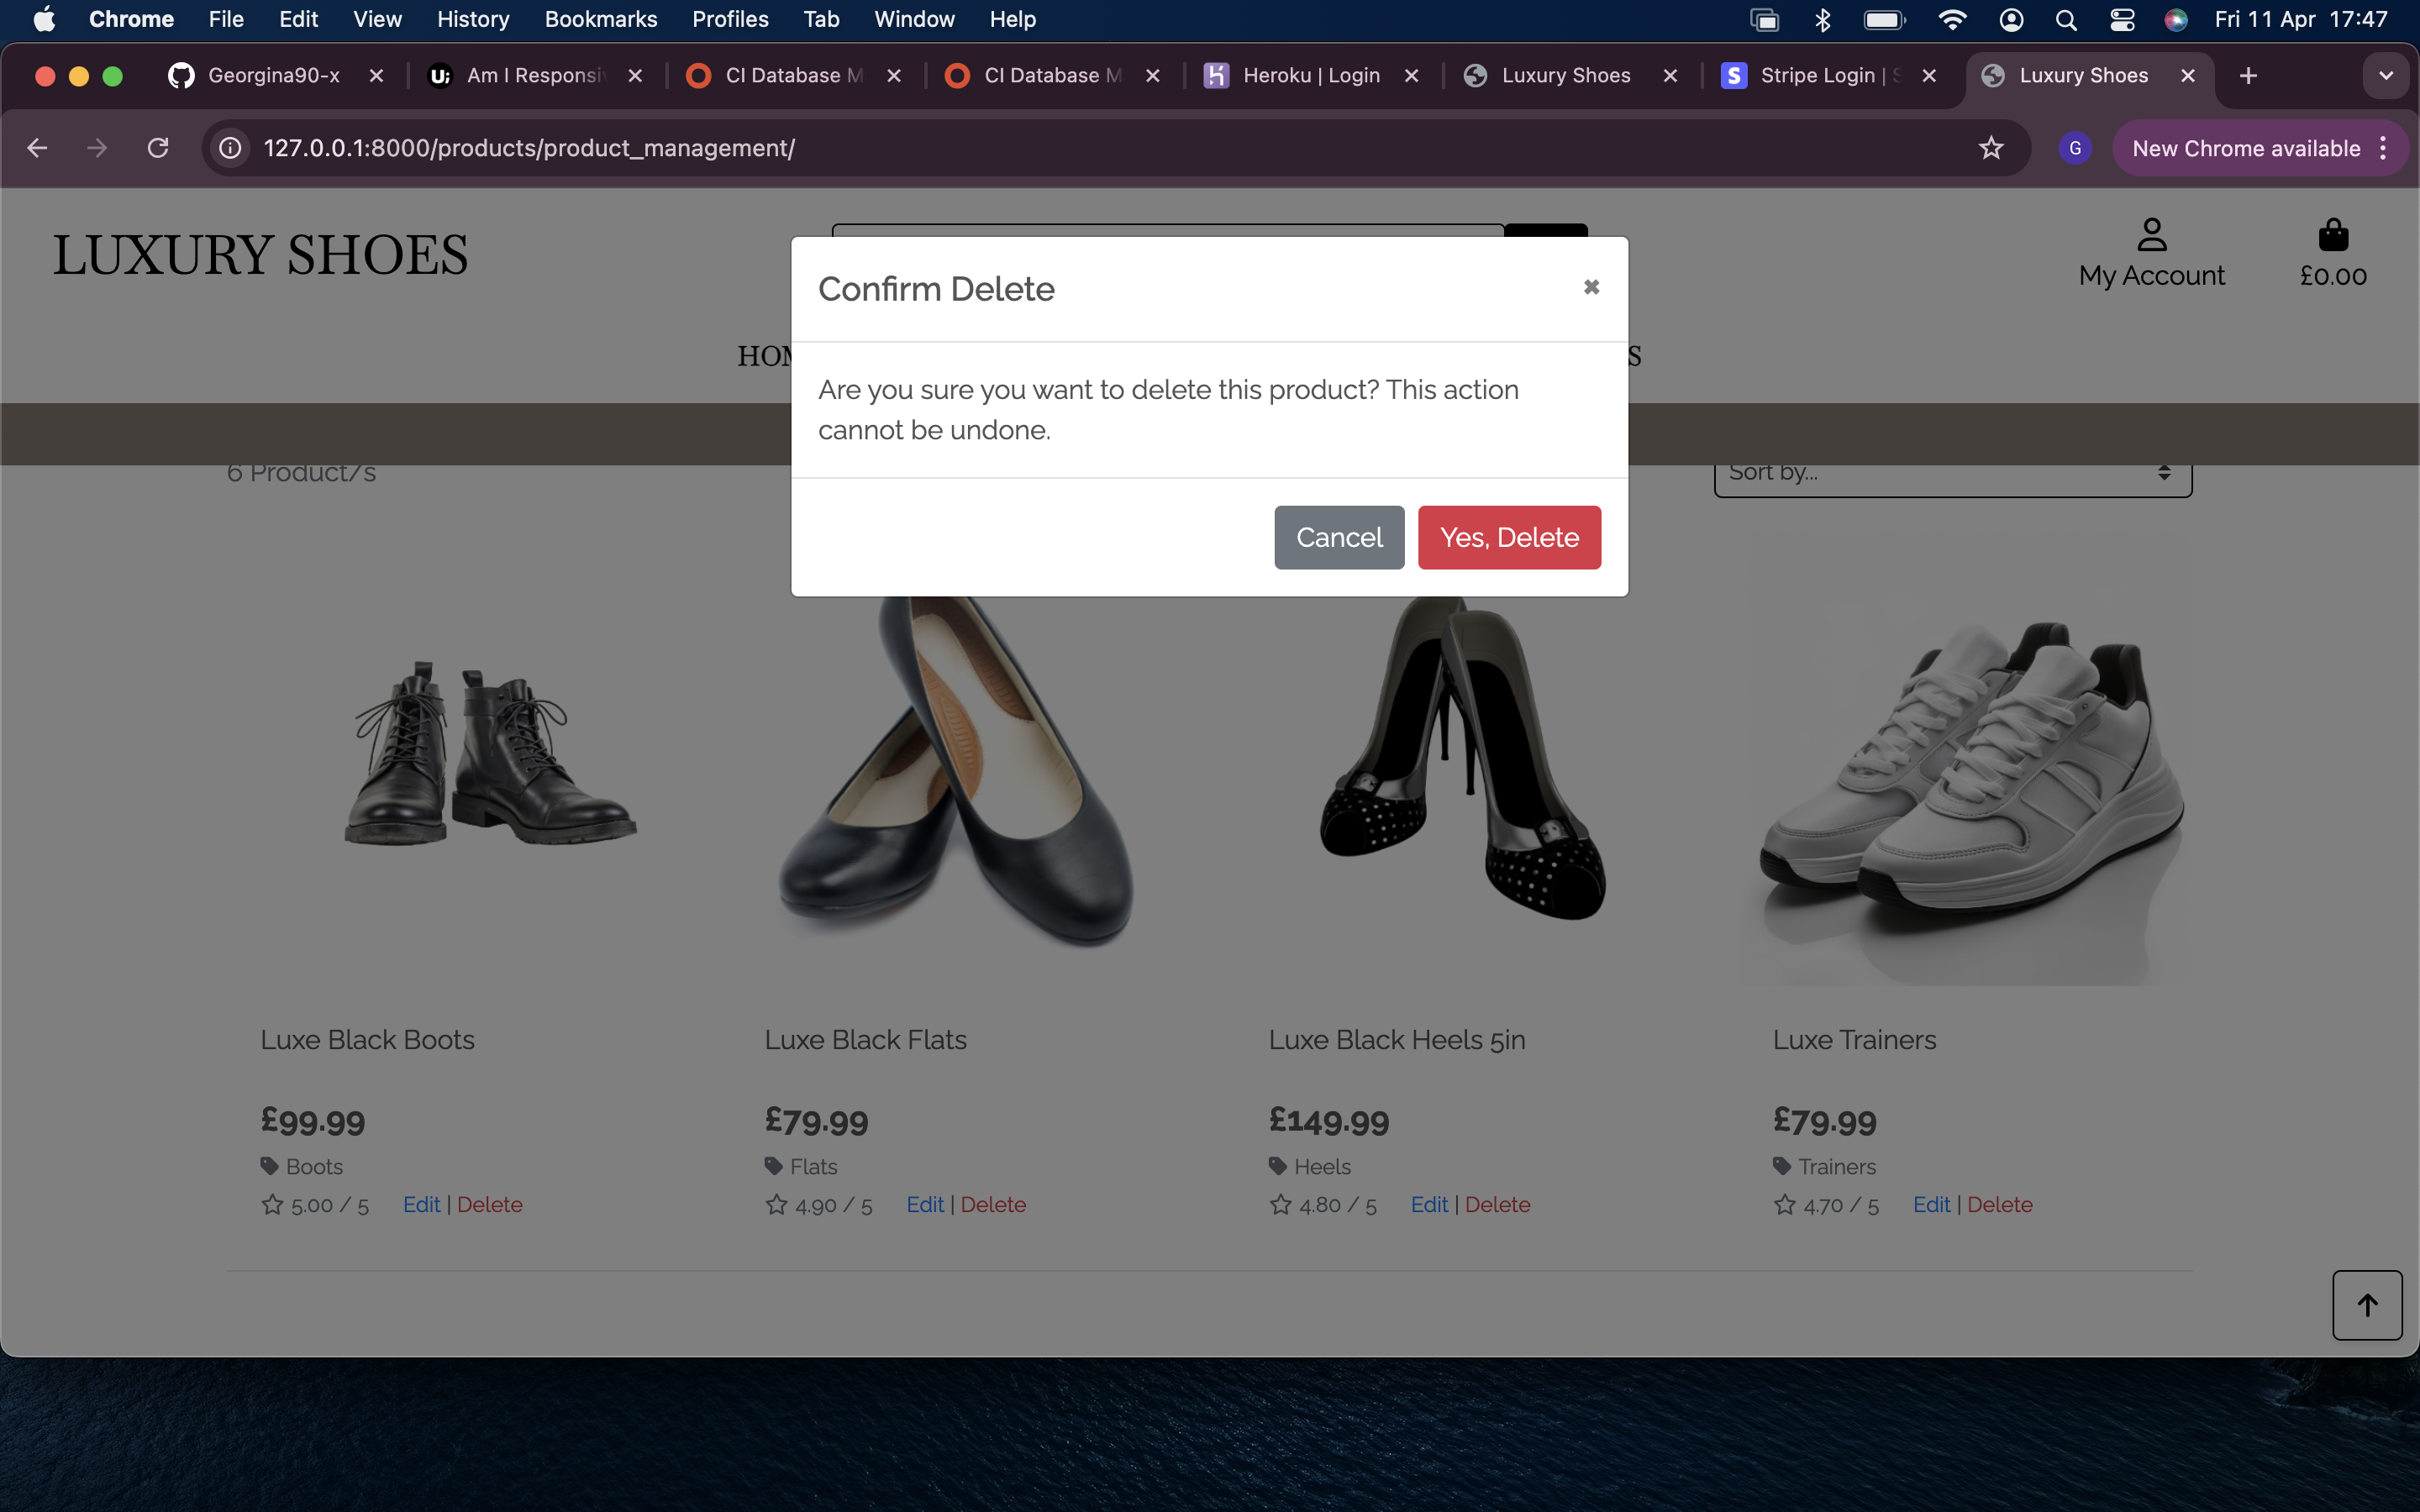 Chrome File Edit View History Bookmarks Profiles Tab Window Help Fri 11 Apr 17:47
Georgina90-x Am I Responsi CI Database M CI Database M Heroku | Login Luxury Shoes Stripe Login | Luxury Shoes
127.0.0.1:8000/products/product_management/ G New Chrome available
LUXURY SHOES
My Account £0.00
Confirm Delete
HOM S
Are you sure you want to delete this product? This action
cannot be undone.
6 Product/s Sort by...
Cancel Yes, Delete
Luxe Black Boots Luxe Black Flats Luxe Black Heels 5in Luxe Trainers
£99.99 £79.99 £149.99 £79.99
Boots Flats Heels Trainers
5.00 / 5 Edit | Delete 4.90 / 5 Edit | Delete 4.80 / 5 Edit | Delete 4.70 / 5 Edit | Delete